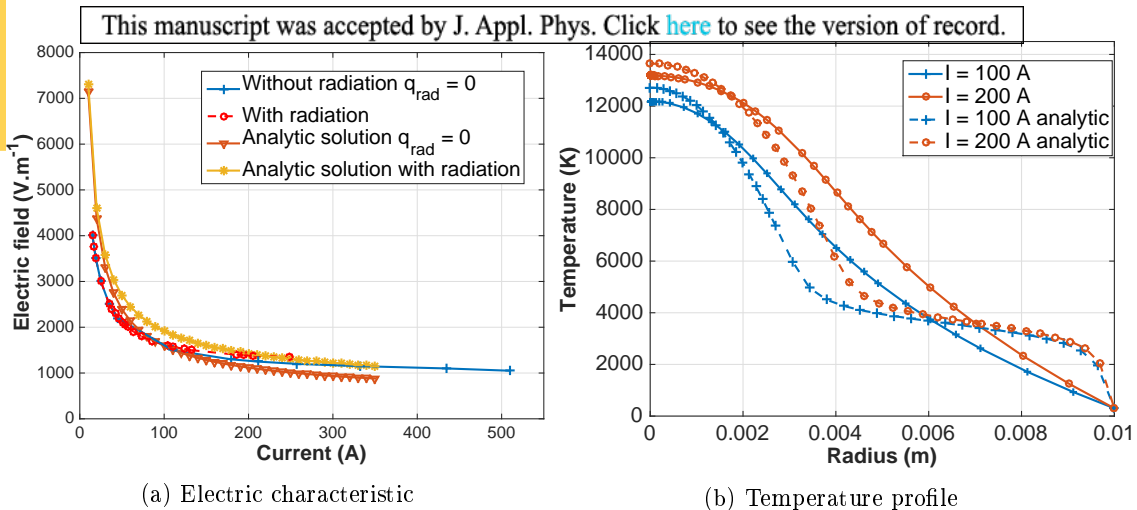 This manuscript was accepted by J. Appl. Phys. Click here to see the version of record.
8000
7000
6000
5000
4000
3000
2000
1000
0
Electric field (V.m⁻¹)
Without radiation q_rad = 0
With radiation
Analytic solution q_rad = 0
Analytic solution with radiation
0 100 200 300 400 500
Current (A)
(a) Electric characteristic
14000
12000
10000
8000
6000
4000
2000
0
Temperature (K)
I = 100 A
I = 200 A
I = 100 A analytic
I = 200 A analytic
0 0.002 0.004 0.006 0.008 0.01
Radius (m)
(b) Temperature profile